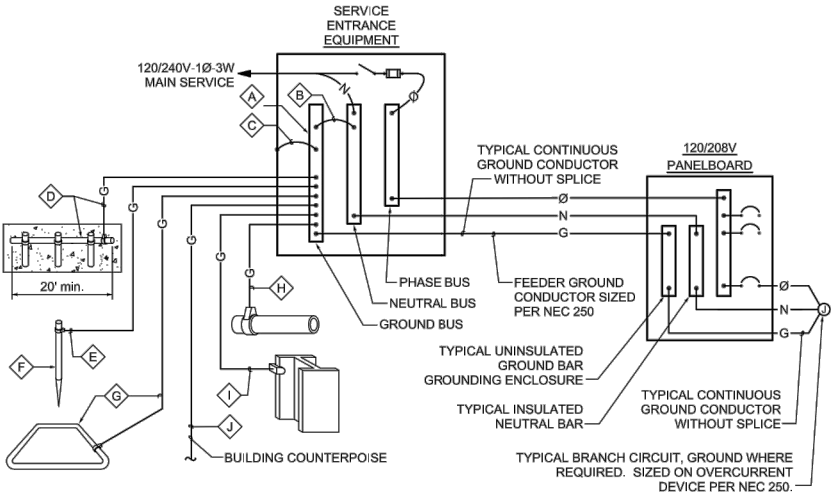 SERVICE
ENTRANCE
EQUIPMENT
120/240V-1Ø-3W
MAIN SERVICE
N
Ø
A
B
C
TYPICAL CONTINUOUS
GROUND CONDUCTOR
WITHOUT SPLICE
120/208V
PANELBOARD
D
G
G
G
G
G
G
Ø
N
G
20' min.
H
PHASE BUS
NEUTRAL BUS
GROUND BUS
FEEDER GROUND
CONDUCTOR SIZED
PER NEC 250
Ø
N
G
J
E
F
G
I
J
TYPICAL UNINSULATED
GROUND BAR
GROUNDING ENCLOSURE
TYPICAL INSULATED
NEUTRAL BAR
TYPICAL CONTINUOUS
GROUND CONDUCTOR
WITHOUT SPLICE
BUILDING COUNTERPOISE
TYPICAL BRANCH CIRCUIT, GROUND WHERE
REQUIRED. SIZED ON OVERCURRENT
DEVICE PER NEC 250.